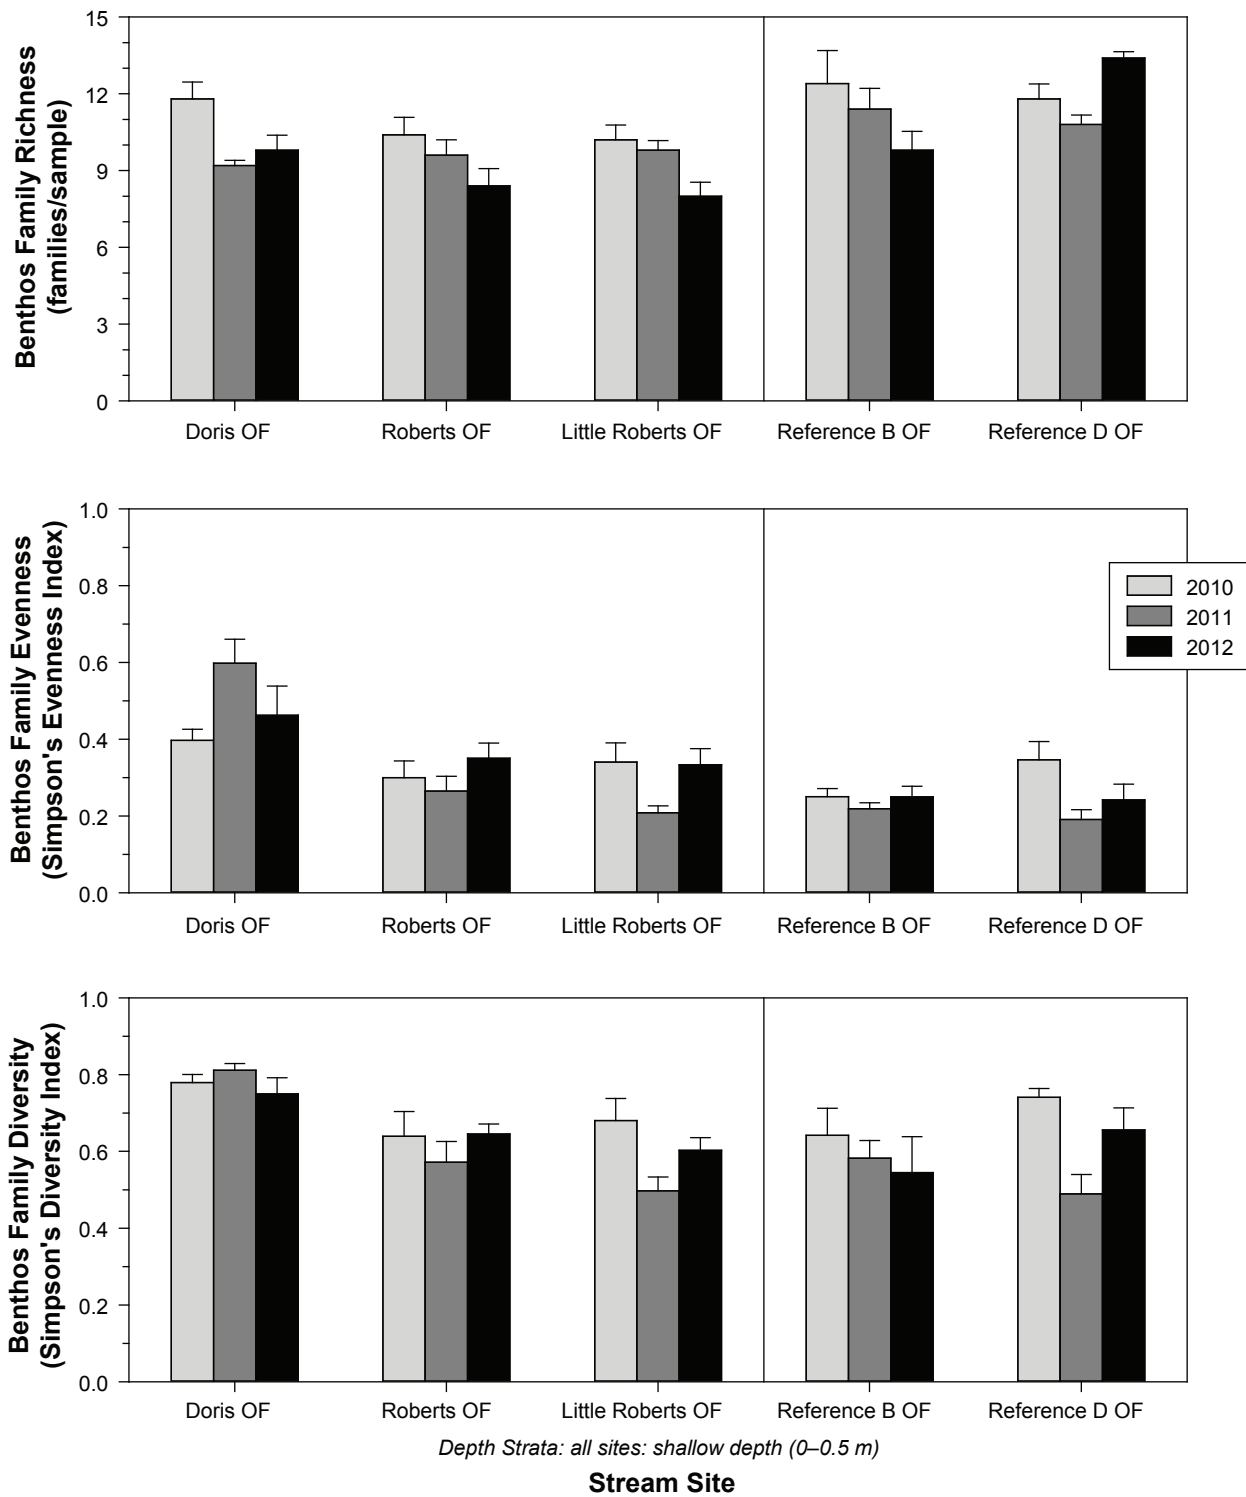 Benthos Family Richness
(families/sample)
15
12
9
6
3
0
Doris OF
Roberts OF
Little Roberts OF
Reference B OF
Reference D OF
Benthos Family Evenness
(Simpson's Evenness Index)
1.0
0.8
0.6
0.4
0.2
0.0
Doris OF
Roberts OF
Little Roberts OF
Reference B OF
Reference D OF
2010
2011
2012
Benthos Family Diversity
(Simpson's Diversity Index)
1.0
0.8
0.6
0.4
0.2
0.0
Doris OF
Roberts OF
Little Roberts OF
Reference B OF
Reference D OF
Depth Strata: all sites: shallow depth (0–0.5 m)
Stream Site